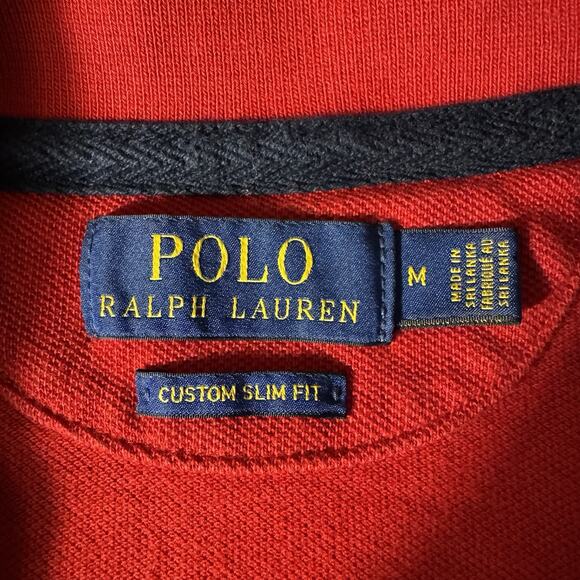 POLO
RALPH LAUREN
M
MADE IN
SRI LANKA
FABRIQUÉ AU
SRI LANKA
CUSTOM SLIM FIT